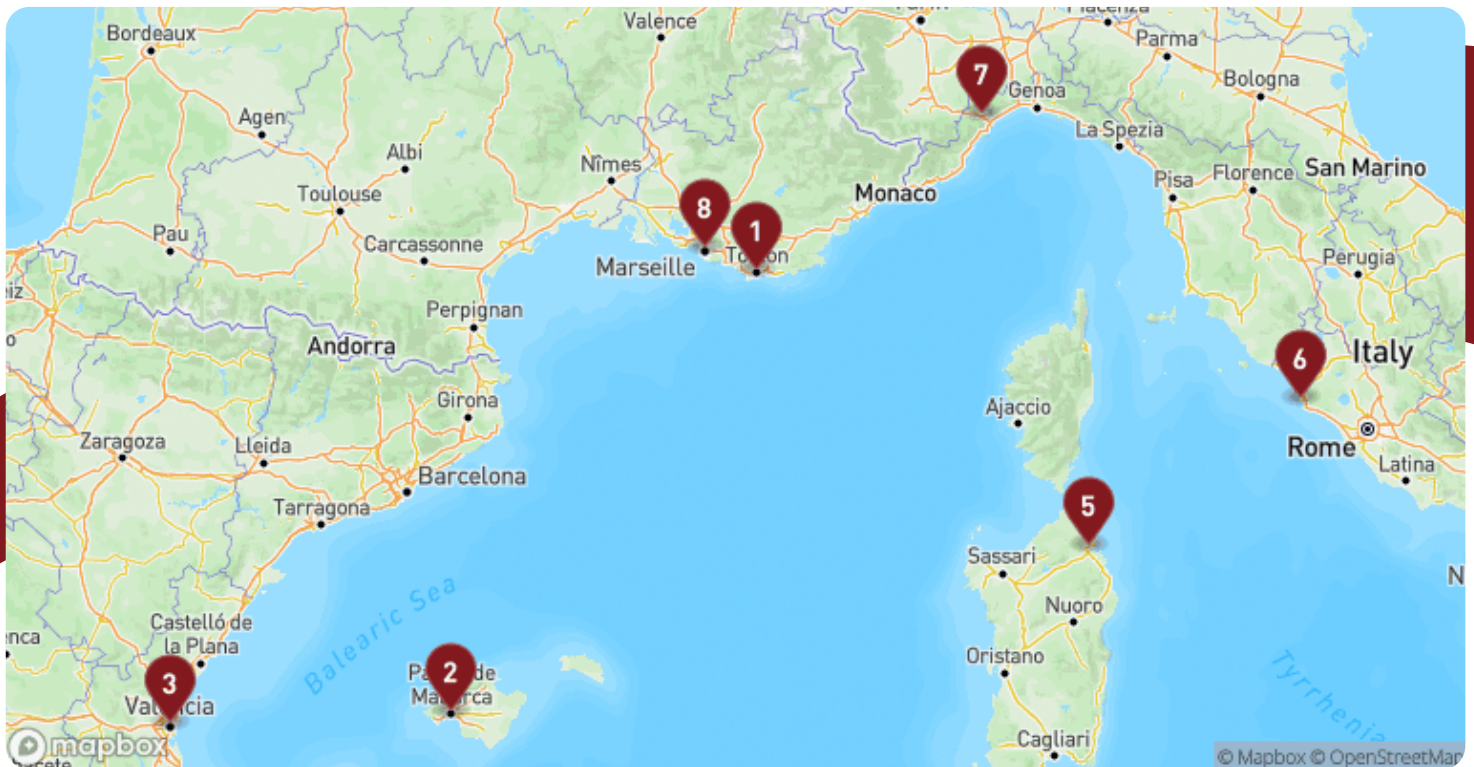 Bordeaux
Valence
Parma
Bologna
7
Genoa
Agen
La Spezia
Albi
Nîmes
San Marino
Florence
Pisa
Toulouse
Monaco
8
1
Pau
Carcassonne
Marseille
Perugia
Perpignan
Andorra
6
Italy
Girona
Ajaccio
Zaragoza
Lleida
Rome
Latina
Barcelona
Tarragona
5
Sassari
Balearic Sea
Nuoro
Castelló de
la Plana
Oristano
2
3
Tyrrhenia
Cagliari
mapbox
© Mapbox © OpenStreetMap